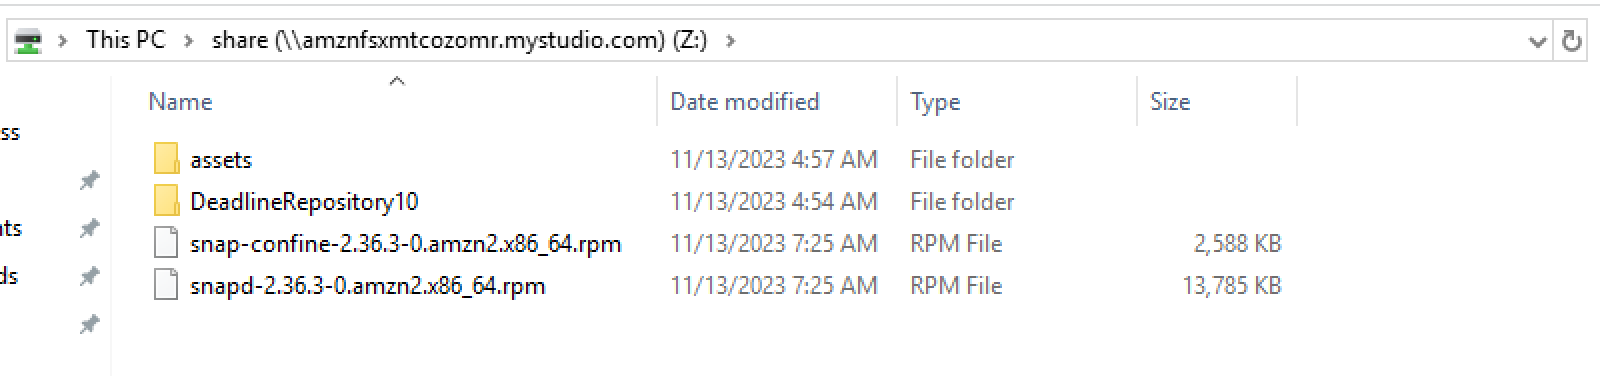 This PC > share (\\amznfsxmtcozomr.mystudio.com) (Z:) >
Name Date modified Type Size
ss
assets 11/13/2023 4:57 AM File folder
DeadlineRepository10 11/13/2023 4:54 AM File folder
nts
snap-confine-2.36.3-0.amzn2.x86_64.rpm 11/13/2023 7:25 AM RPM File 2,588 KB
ds
snapd-2.36.3-0.amzn2.x86_64.rpm 11/13/2023 7:25 AM RPM File 13,785 KB